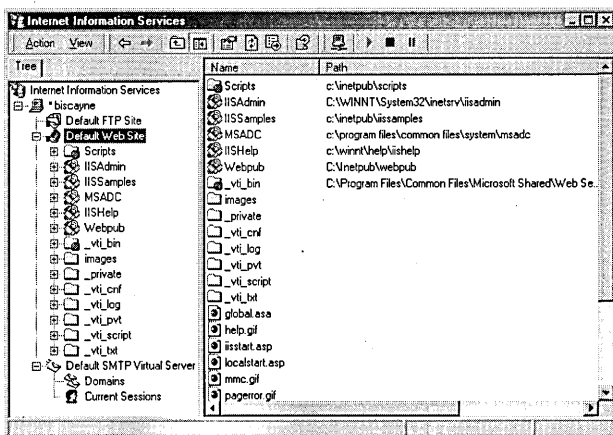 Internet Information Services
Action View
Tree
Internet Information Services
* biscayne
Default FTP Site
Default Web Site
Scripts
IISAdmin
IISSamples
MSADC
IISHelp
Webpub
_vti_bin
images
_private
_vti_cnf
_vti_log
_vti_pvt
_vti_script
_vti_txt
Default SMTP Virtual Server
Domains
Current Sessions
Name Path
Scripts c:\inetpub\scripts
IISAdmin C:\WINNT\System32\inetsrv\iisadmin
IISSamples c:\inetpub\iissamples
MSADC c:\program files\common files\system\msadc
IISHelp c:\winnt\help\iishelp
Webpub C:\Inetpub\webpub
_vti_bin C:\Program Files\Common Files\Microsoft Shared\Web Se...
images
_private
_vti_cnf
_vti_log
_vti_pvt
_vti_script
_vti_txt
global.asa
help.gif
iisstart.asp
localstart.asp
mmc.gif
pagerror.gif